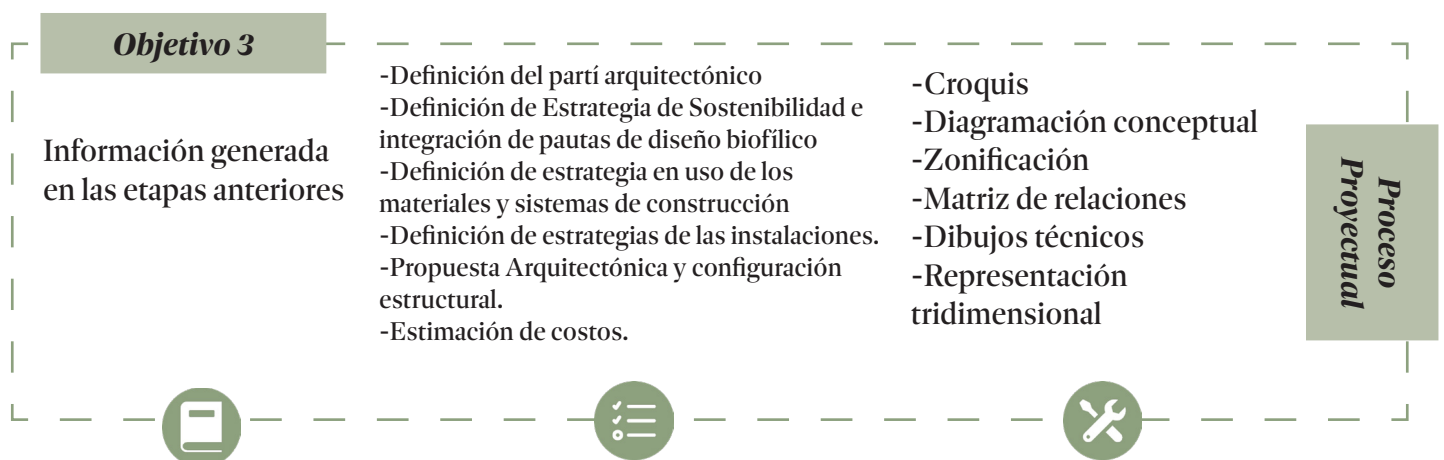 Objetivo 3
Información generada
en las etapas anteriores
-Definición del partí arquitectónico
-Definición de Estrategia de Sostenibilidad e
integración de pautas de diseño biofílico
-Definición de estrategia en uso de los
materiales y sistemas de construcción
-Definición de estrategias de las instalaciones.
-Propuesta Arquitectónica y configuración
estructural.
-Estimación de costos.
-Croquis
-Diagramación conceptual
-Zonificación
-Matriz de relaciones
-Dibujos técnicos
-Representación
tridimensional
Proceso
Proyectual